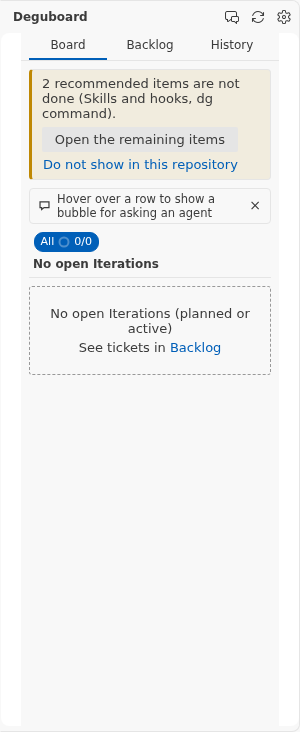 Deguboard
Board
Backlog
History
2 recommended items are not
done (Skills and hooks, dg
command).
Open the remaining items
Do not show in this repository
Hover over a row to show a
bubble for asking an agent
All 0/0
No open Iterations
No open Iterations (planned or
active)
See tickets in Backlog